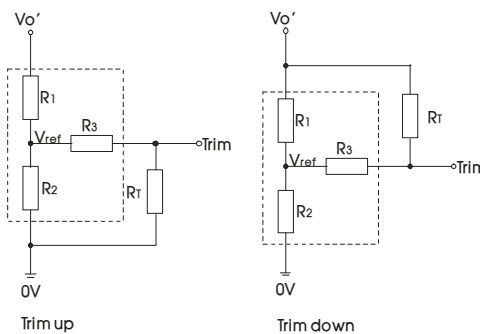 Vo'
R1
Vref
R3
Trim
R2
RT
0V
Trim up
Vo'
R1
RT
Vref
R3
Trim
R2
0V
Trim down